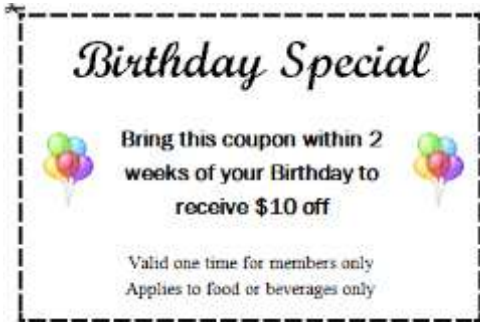 Birthday Special
Bring this coupon within 2
weeks of your Birthday to
receive $10 off
Valid one time for members only
Applies to food or beverages only